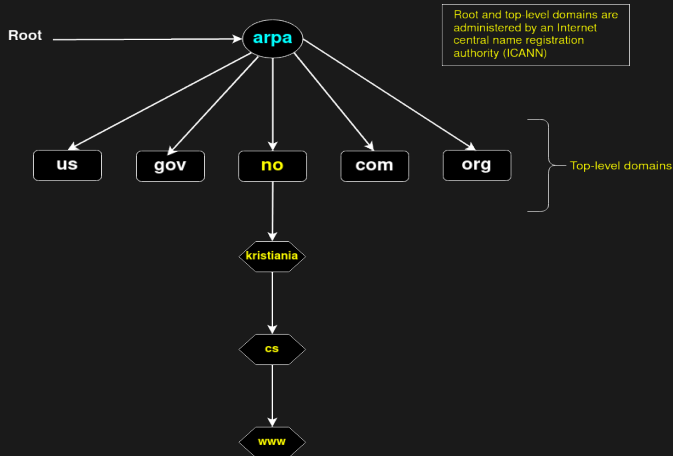 Root
arpa
Root and top-level domains are
administered by an Internet
central name registration
authority (ICANN)
us
gov
no
com
org
Top-level domains
kristiania
cs
www